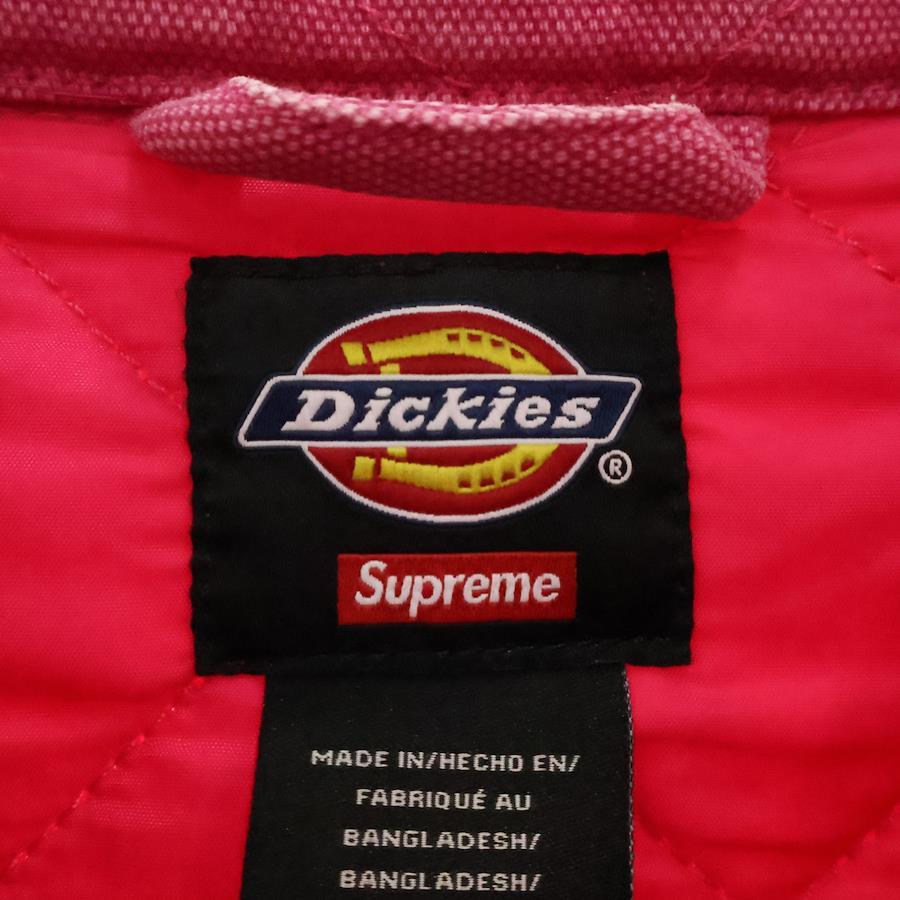 Dickies
®
Supreme
MADE IN/HECHO EN/
FABRIQUÉ AU
BANGLADESH/
BANGLADESH/